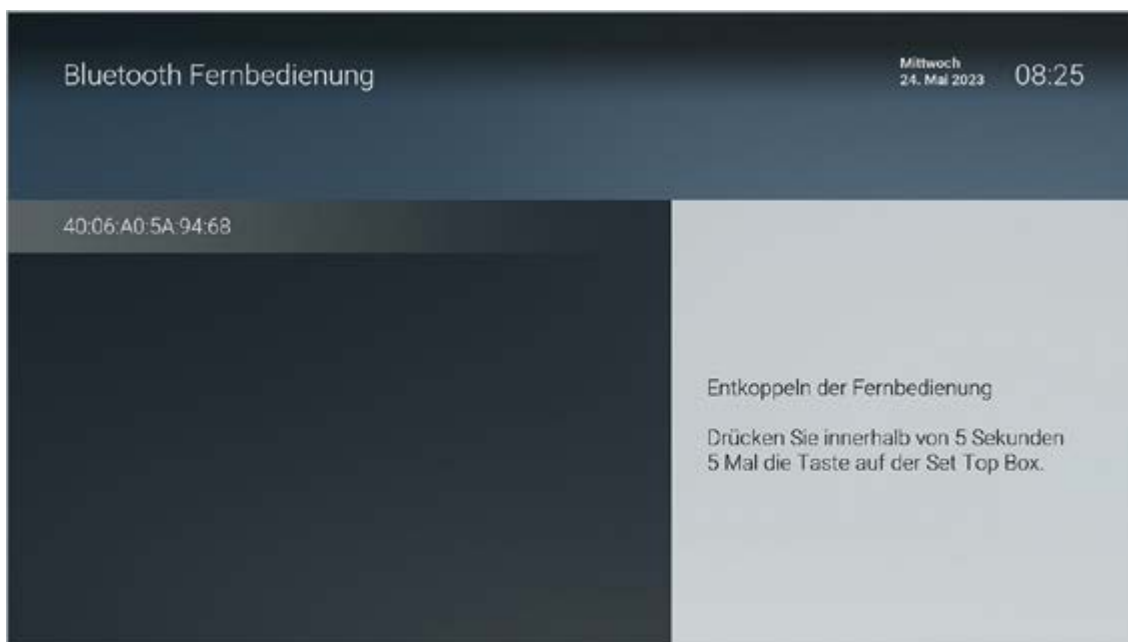 Bluetooth Fernbedienung
Mittwoch
24. Mai 2023
08:25
40:06:A0:5A:94:68
Entkoppeln der Fernbedienung
Drücken Sie innerhalb von 5 Sekunden
5 Mal die Taste auf der Set Top Box.